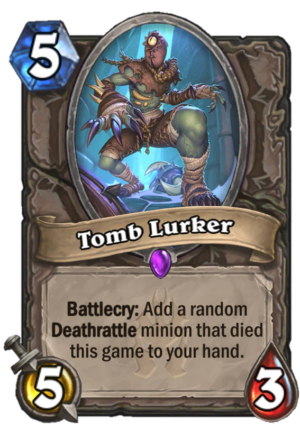 5
Tomb Lurker
Battlecry: Add a random
Deathrattle minion that died
this game to your hand.
5
3